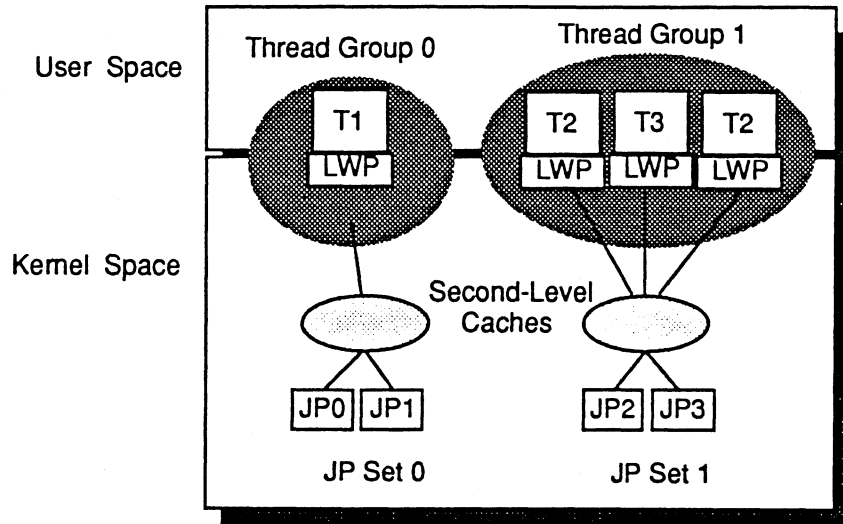 User Space
Thread Group 0
Thread Group 1
T1
LWP
T2
T3
T2
LWP
LWP
LWP
Kernel Space
Second-Level
Caches
JP0
JP1
JP2
JP3
JP Set 0
JP Set 1